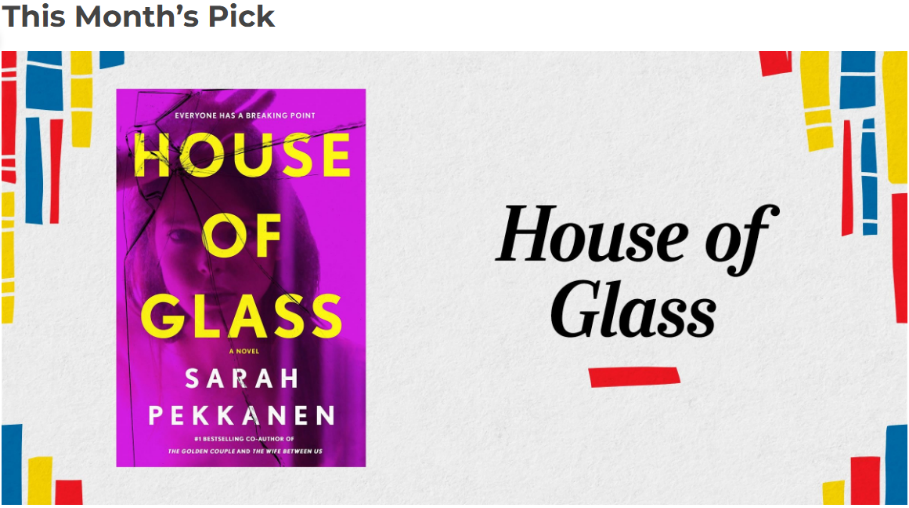 This Month's Pick
EVERYONE HAS A BREAKING POINT
HOUSE
OF
GLASS
A NOVEL
SARAH
PEKKANEN
#1 BESTSELLING CO-AUTHOR OF
THE GOLDEN COUPLE AND THE WIFE BETWEEN US
House of
Glass